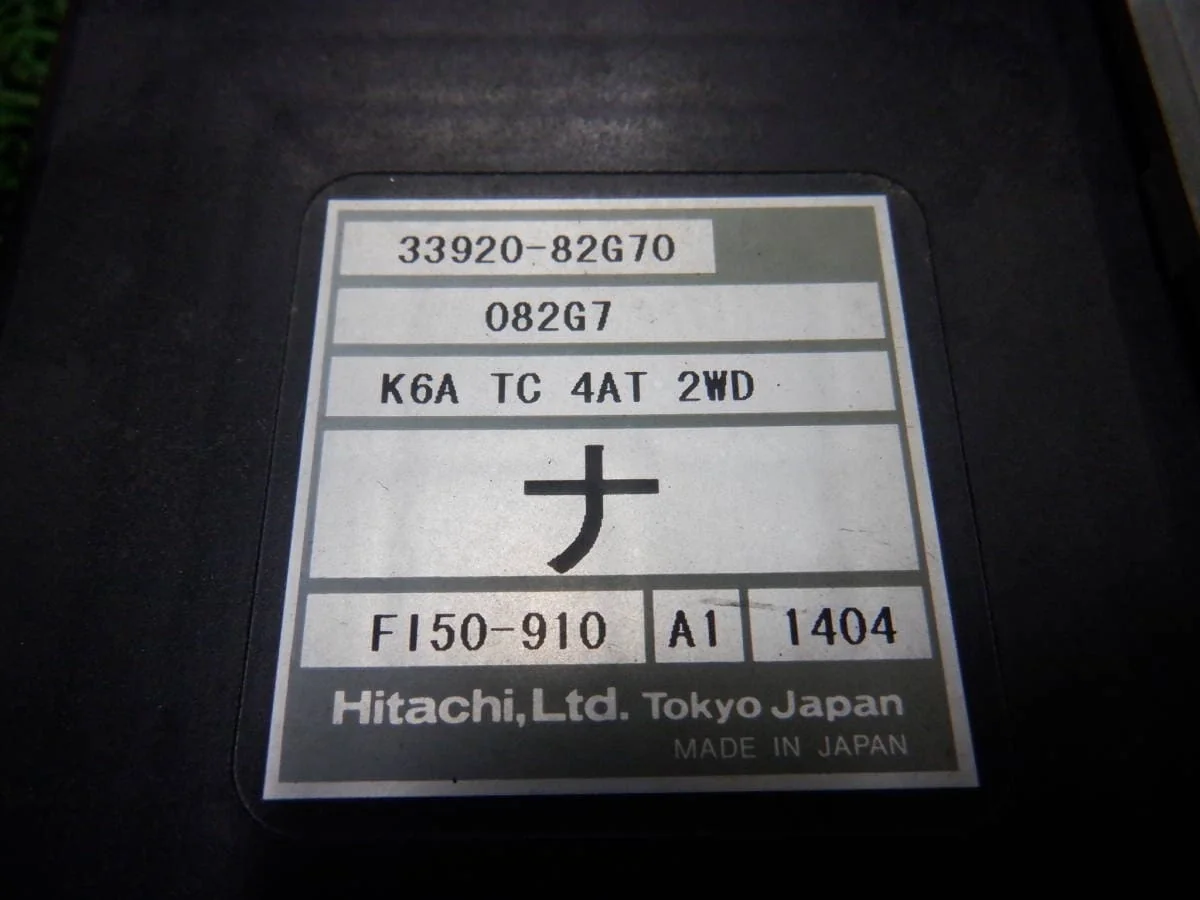 33920-82G70
082G7
K6A TC 4AT 2WD
ナ
FI50-910 A1 1404
Hitachi,Ltd. Tokyo Japan
MADE IN JAPAN